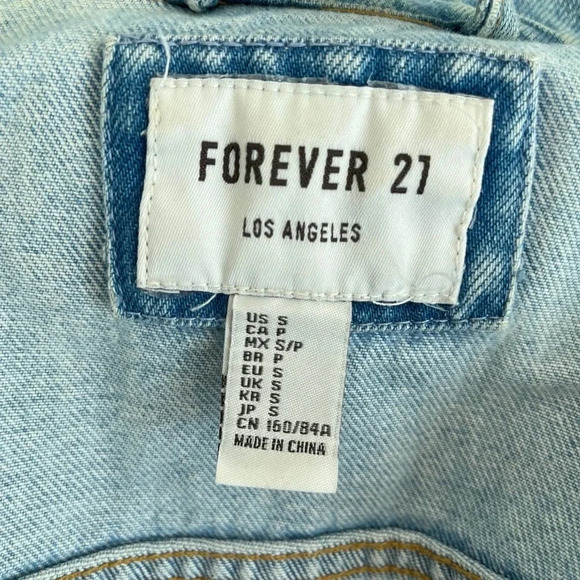 FOREVER 21
LOS ANGELES
US S
CA P
MX S/P
BR P
EU S
UK S
KR S
JP S
CN 160/84A
MADE IN CHINA